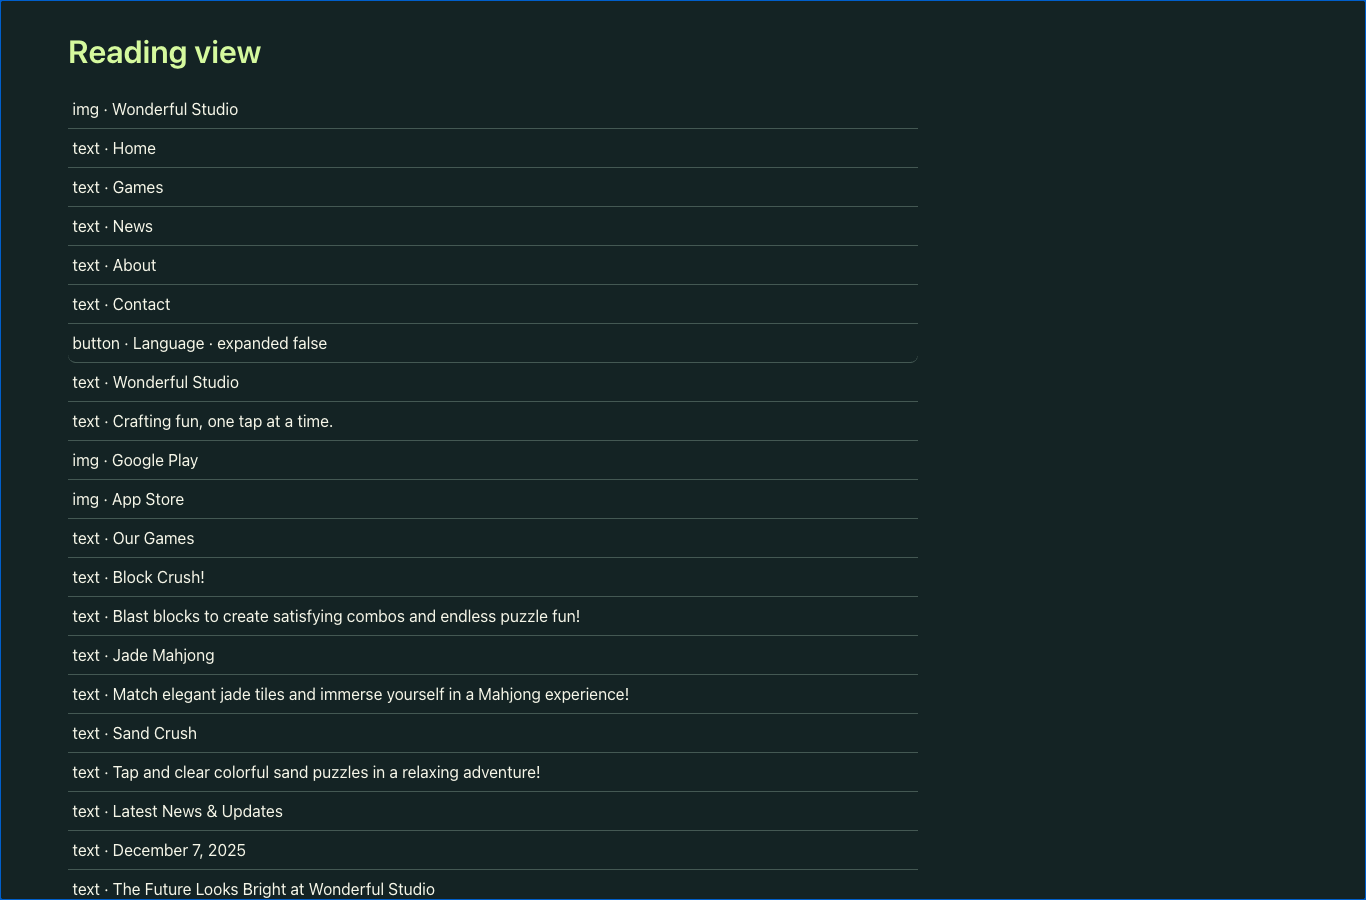 Reading view
img · Wonderful Studio
text · Home
text · Games
text · News
text · About
text · Contact
button · Language · expanded false
text · Wonderful Studio
text · Crafting fun, one tap at a time.
img · Google Play
img · App Store
text · Our Games
text · Block Crush!
text · Blast blocks to create satisfying combos and endless puzzle fun!
text · Jade Mahjong
text · Match elegant jade tiles and immerse yourself in a Mahjong experience!
text · Sand Crush
text · Tap and clear colorful sand puzzles in a relaxing adventure!
text · Latest News & Updates
text · December 7, 2025
text · The Future Looks Bright at Wonderful Studio